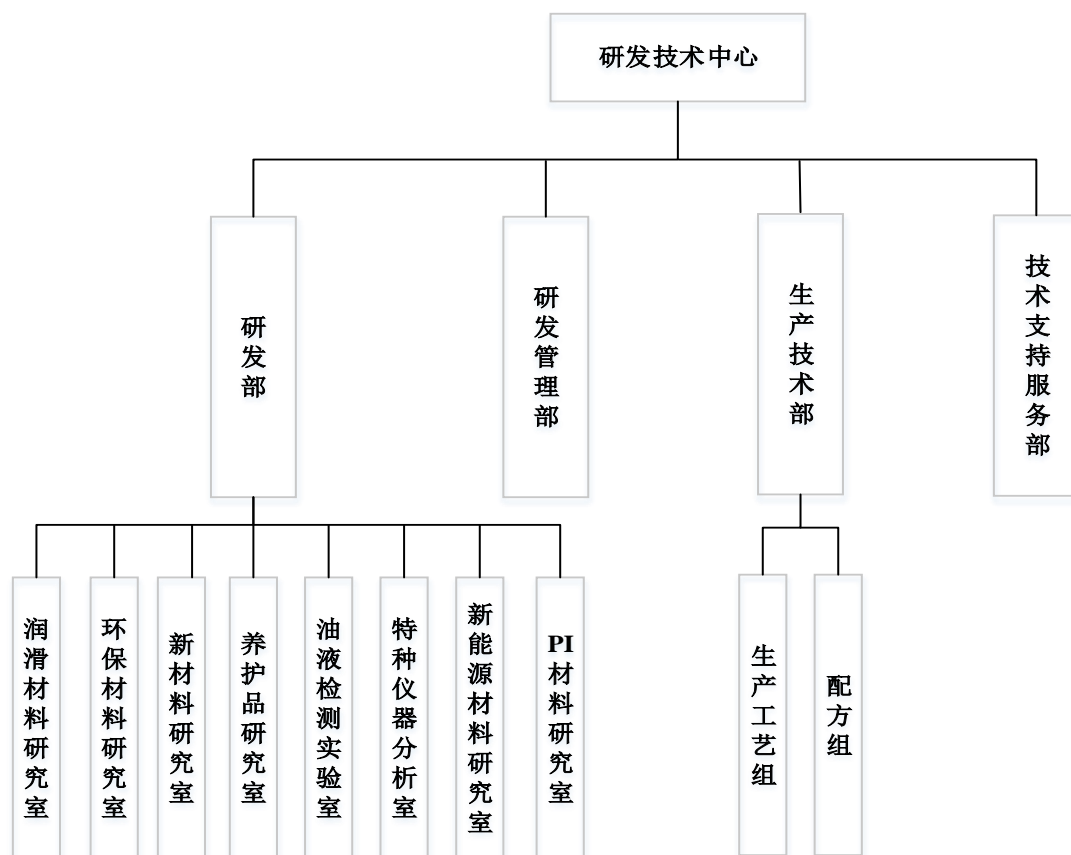 研发技术中心
研发部
研发管理部
生产技术部
技术支持服务部
润滑材料研究室
环保材料研究室
新材料研究室
养护品研究室
油液检测实验室
特种仪器分析室
新能源材料研究室
PI材料研究室
生产工艺组
配方组